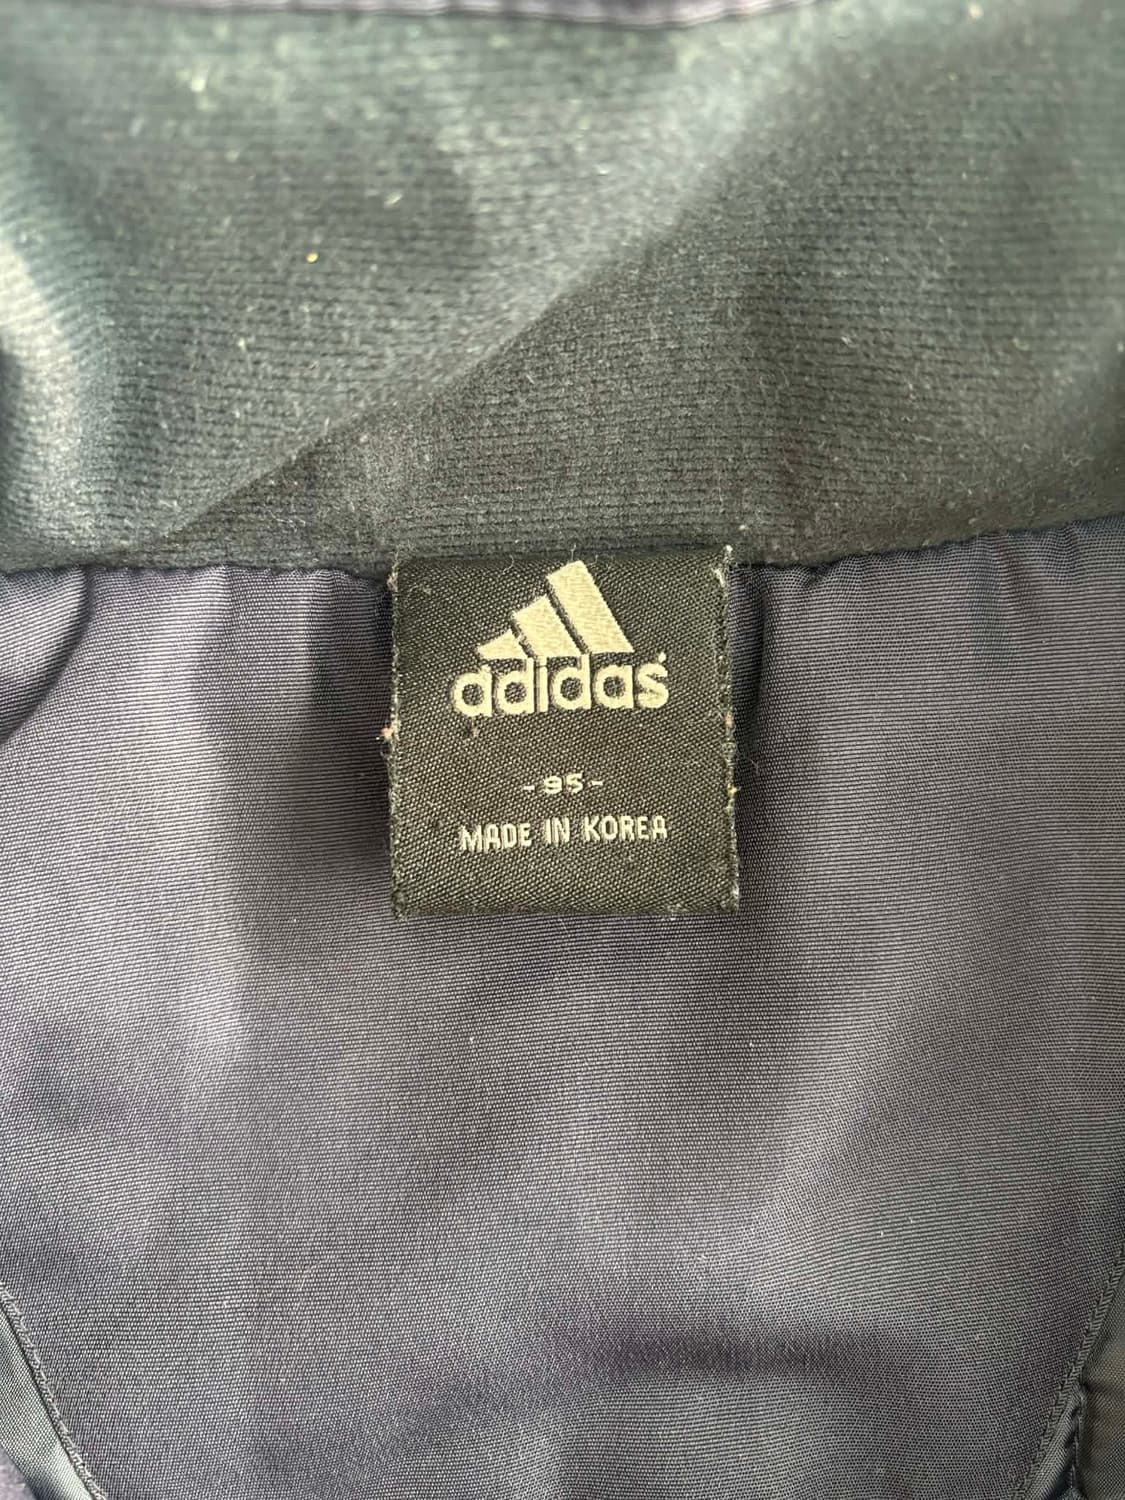 adidas
-95-
MADE IN KOREA